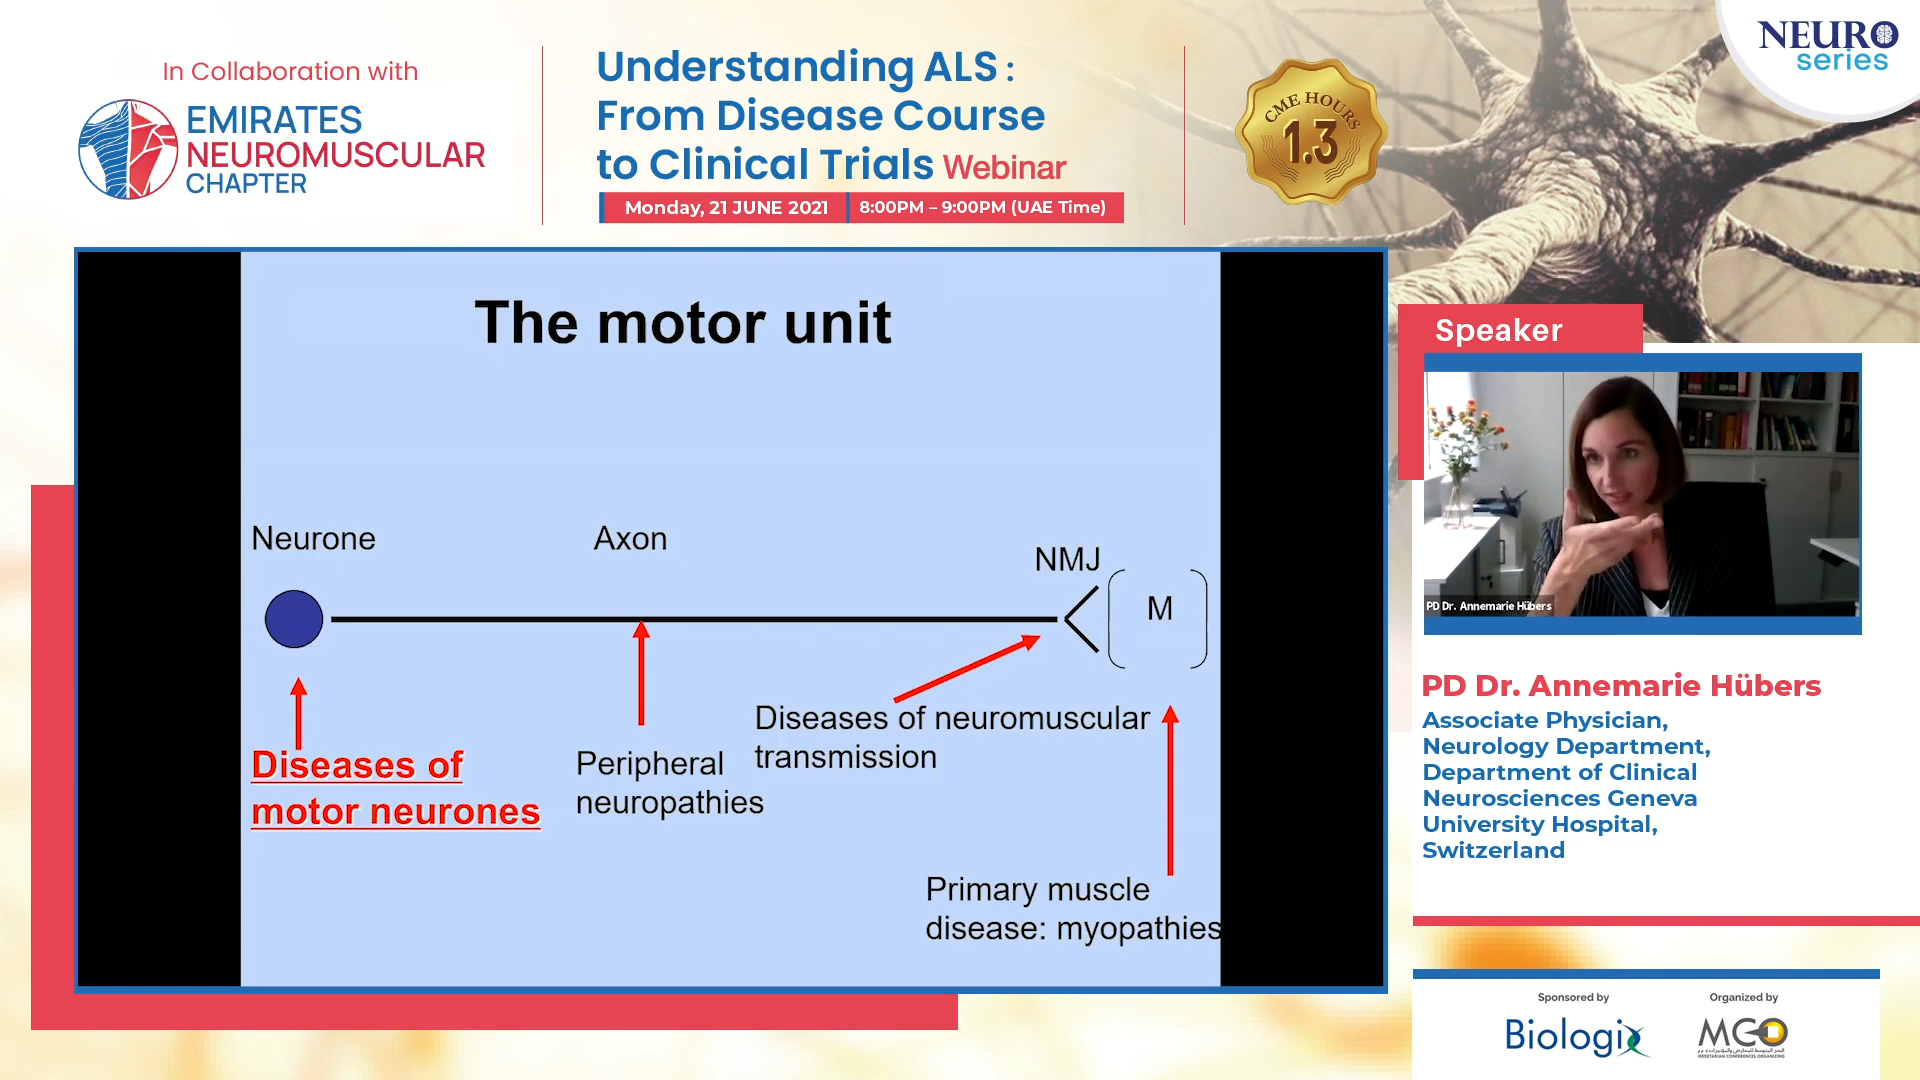 In Collaboration with
EMIRATES
NEUROMUSCULAR
CHAPTER
Understanding ALS :
From Disease Course
to Clinical Trials Webinar
Monday, 21 JUNE 2021
8:00PM – 9:00PM (UAE Time)
CME HOURS
1.3
NEURO
series
The motor unit
Neurone
Axon
NMJ
M
Diseases of
motor neurones
Peripheral
neuropathies
Diseases of neuromuscular
transmission
Primary muscle
disease: myopathies
Speaker
PD Dr. Annemarie Hübers
PD Dr. Annemarie Hübers
Associate Physician,
Neurology Department,
Department of Clinical
Neurosciences Geneva
University Hospital,
Switzerland
Sponsored by
Biologix
Organized by
MCO